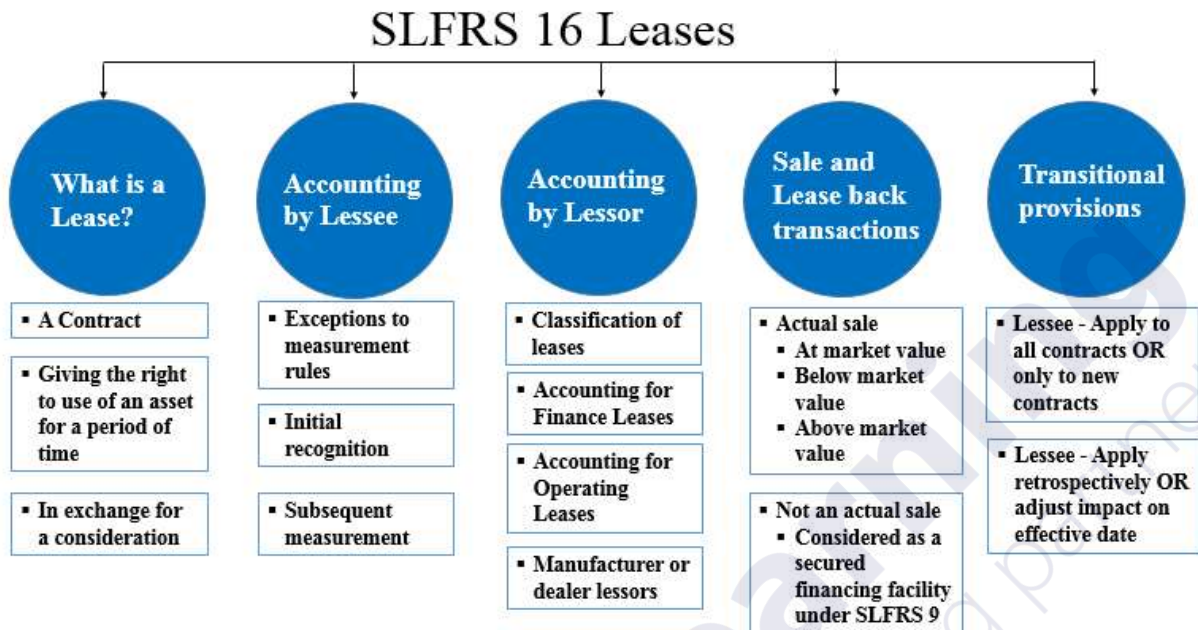 SLFRS 16 Leases
What is a
Lease?
▪ A Contract
▪ Giving the right
to use of an asset
for a period of
time
▪ In exchange for
a consideration
Accounting
by Lessee
▪ Exceptions to
measurement
rules
▪ Initial
recognition
▪ Subsequent
measurement
Accounting
by Lessor
▪ Classification of
leases
▪ Accounting for
Finance Leases
▪ Accounting for
Operating
Leases
▪ Manufacturer or
dealer lessors
Sale and
Lease back
transactions
▪ Actual sale
▪ At market value
▪ Below market
value
▪ Above market
value
▪ Not an actual sale
▪ Considered as a
secured
financing facility
under SLFRS 9
Transitional
provisions
▪ Lessee - Apply to
all contracts OR
only to new
contracts
▪ Lessee - Apply
retrospectively OR
adjust impact on
effective date